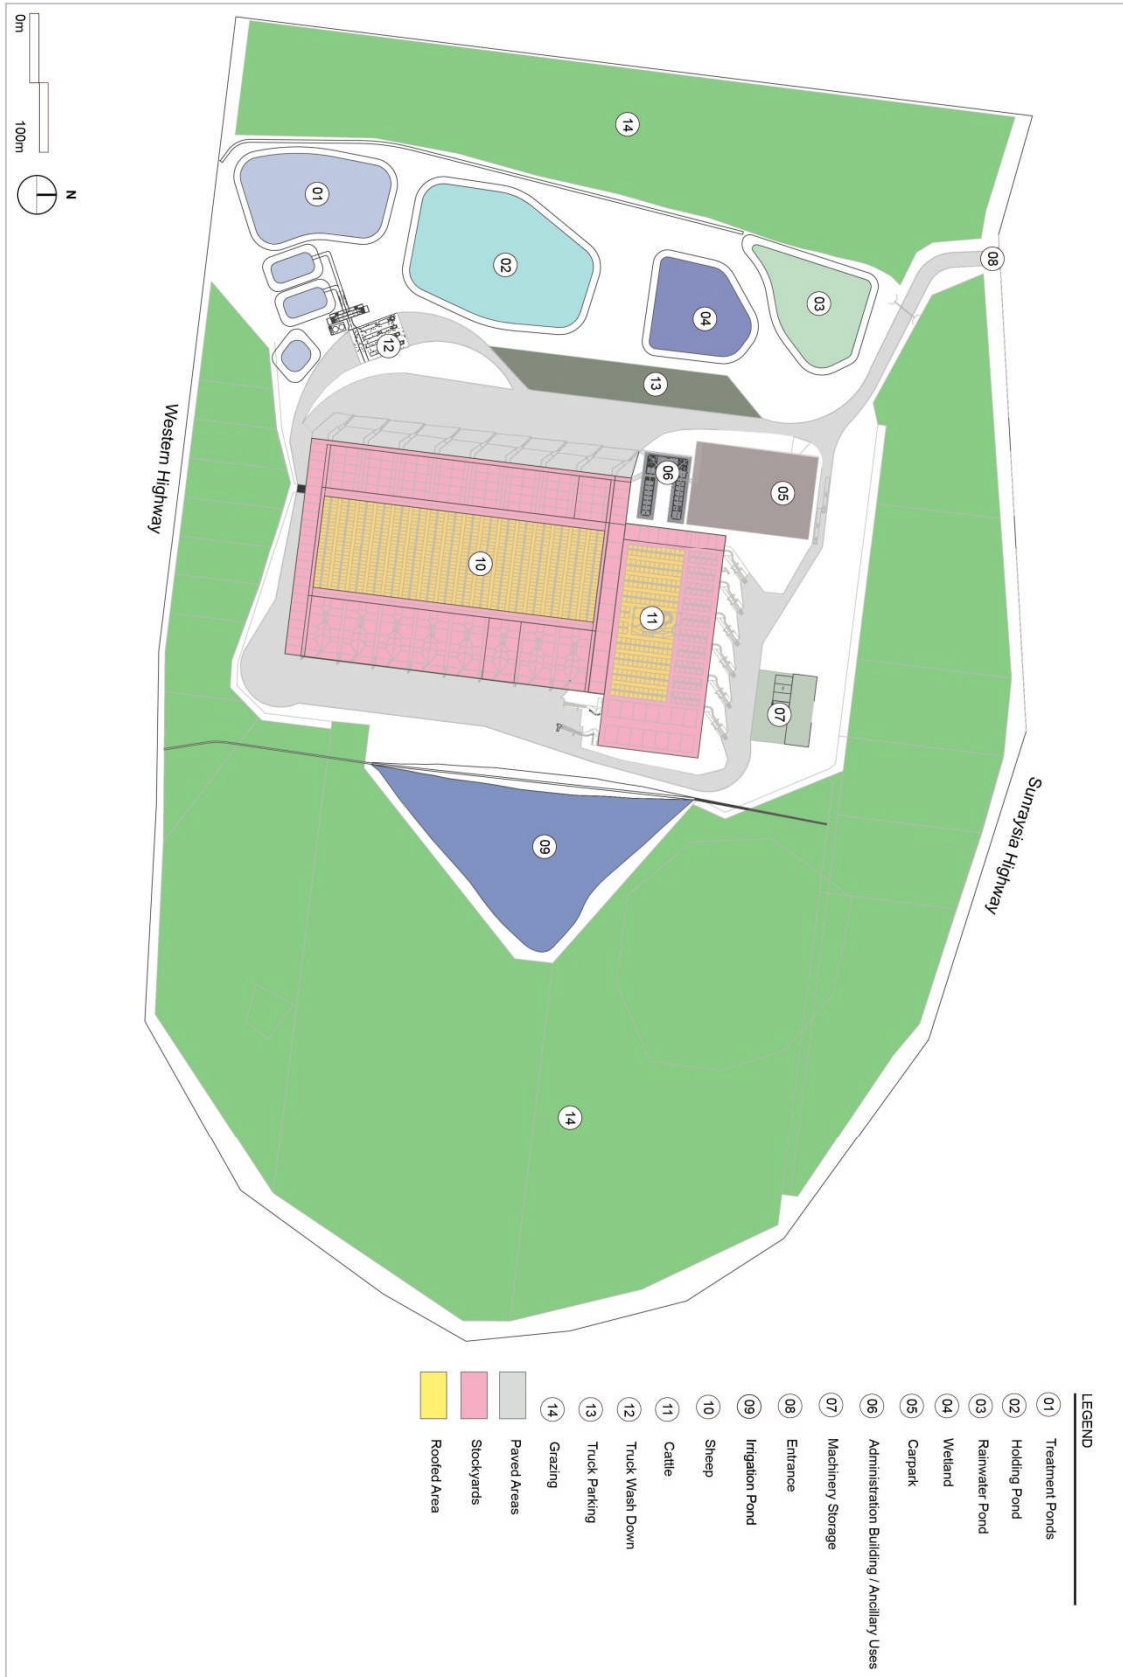 0m
100m
N
Western Highway
Sunraysia Highway
14
01
02
03
04
08
12
13
05
06
10
11
07
09
14
LEGEND
01 Treatment Ponds
02 Holding Pond
03 Rainwater Pond
04 Wetland
05 Carpark
06 Administration Building / Ancillary Uses
07 Machinery Storage
08 Entrance
09 Irrigation Pond
10 Sheep
11 Cattle
12 Truck Wash Down
13 Truck Parking
14 Grazing
Paved Areas
Stockyards
Roofed Area